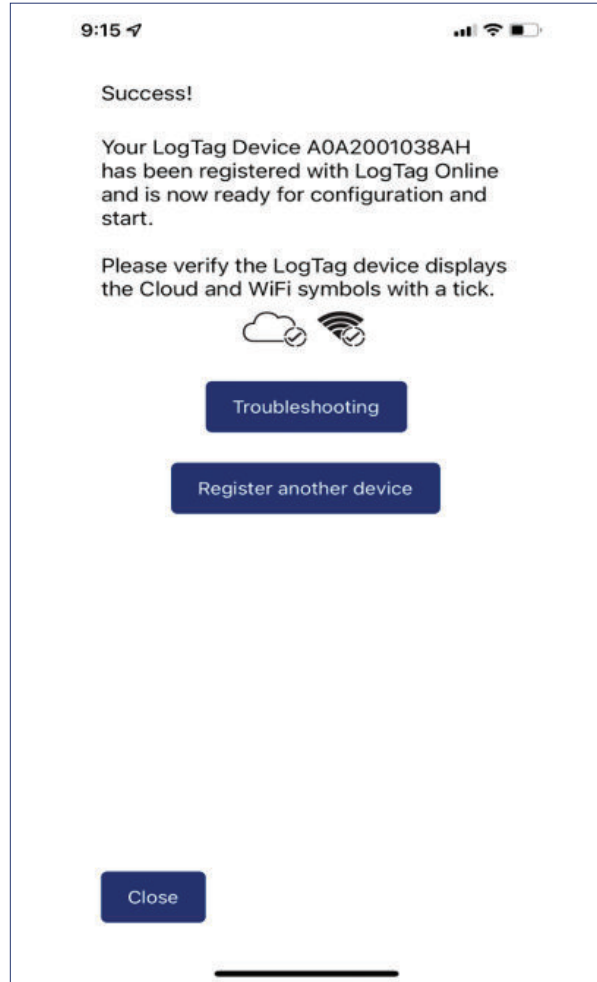 9:15
Success!
Your LogTag Device A0A2001038AH
has been registered with LogTag Online
and is now ready for configuration and
start.
Please verify the LogTag device displays
the Cloud and WiFi symbols with a tick.
Troubleshooting
Register another device
Close